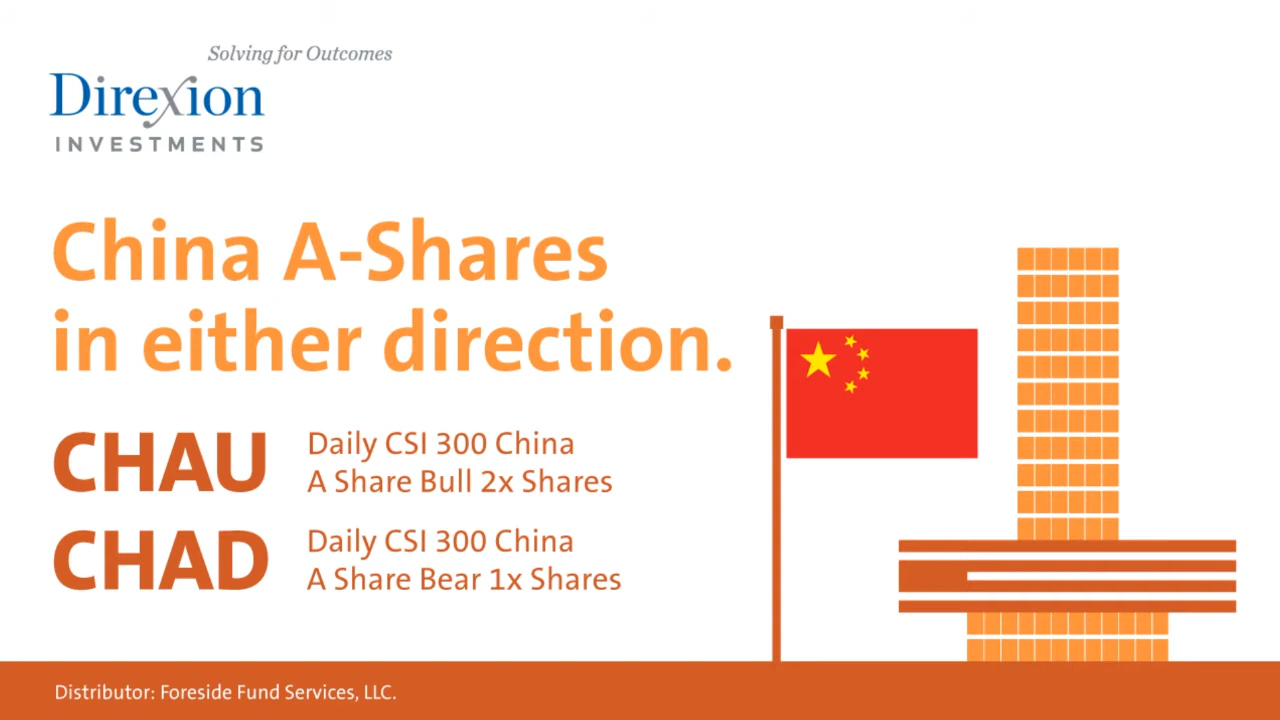 Solving for Outcomes
Direxion
INVESTMENTS
China A-Shares
in either direction.
CHAU
Daily CSI 300 China
A Share Bull 2x Shares
CHAD
Daily CSI 300 China
A Share Bear 1x Shares
Distributor: Foreside Fund Services, LLC.